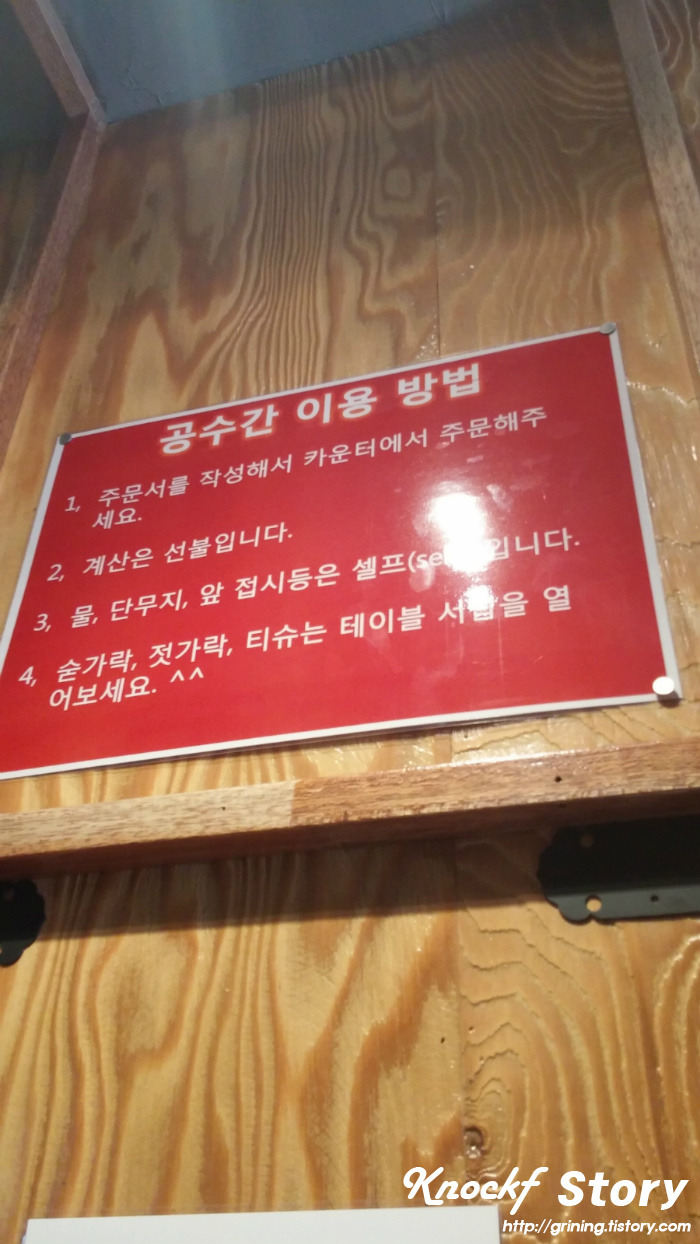 공수간 이용 방법
1, 주문서를 작성해서 카운터에서 주문해주
세요.
2, 계산은 선불입니다.
3, 물, 단무지, 앞 접시등은 셀프(se 입니다.
4, 숟가락, 젓가락, 티슈는 테이블 서랍을 열
어보세요. ^^
Knockf Story
http://grining.tistory.com